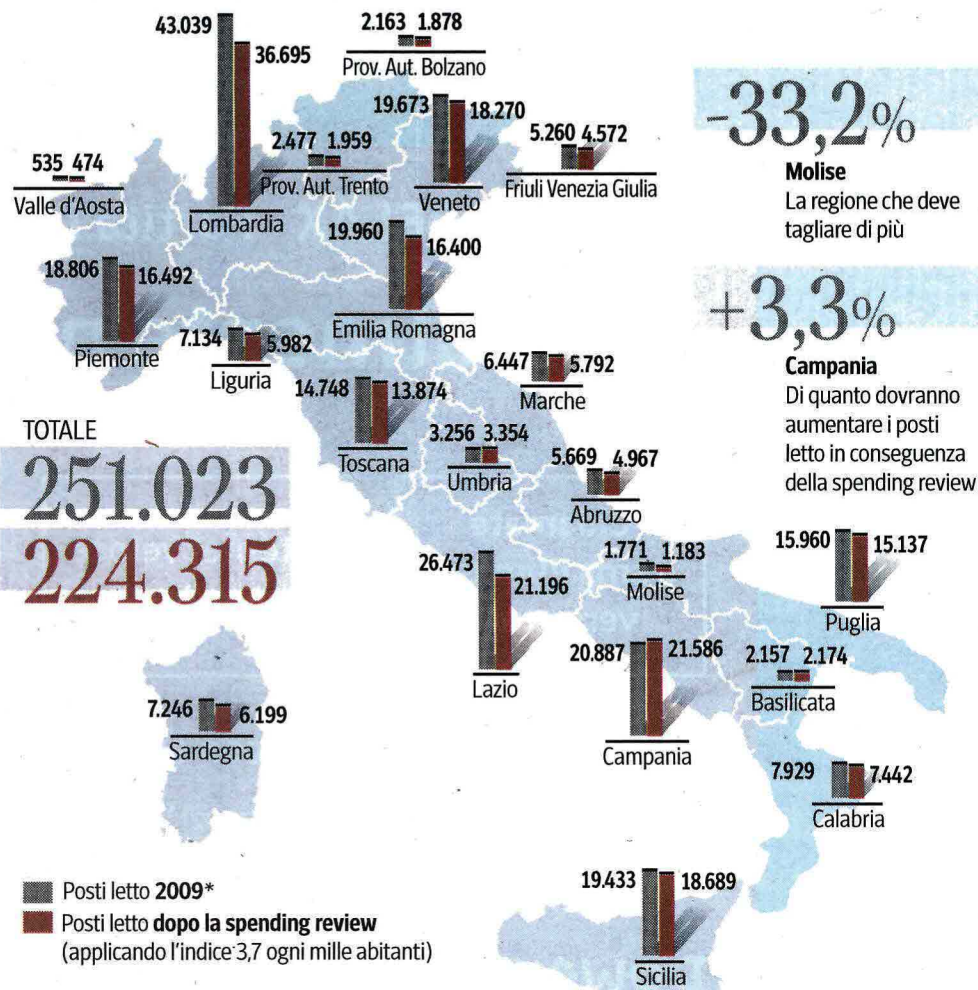 43.039
36.695
Lombardia
2.163 1.878
Prov. Aut. Bolzano
2.477 1.959
Prov. Aut. Trento
19.673
18.270
Veneto
5.260 4.572
Friuli Venezia Giulia
535 474
Valle d'Aosta
18.806
16.492
Piemonte
19.960
16.400
Emilia Romagna
7.134
5.982
Liguria
-33,2%
Molise
La regione che deve
tagliare di più
+3,3%
Campania
Di quanto dovranno
aumentare i posti
letto in conseguenza
della spending review
6.447 5.792
Marche
14.748 13.874
Toscana
3.256 3.354
Umbria
5.669 4.967
Abruzzo
TOTALE
251.023
224.315
26.473
21.196
Lazio
1.771 1.183
Molise
15.960
15.137
Puglia
20.887 21.586
Campania
2.157 2.174
Basilicata
7.246 6.199
Sardegna
7.929 7.442
Calabria
19.433 18.689
Sicilia
Posti letto 2009*
Posti letto dopo la spending review
(applicando l'indice 3,7 ogni mille abitanti)